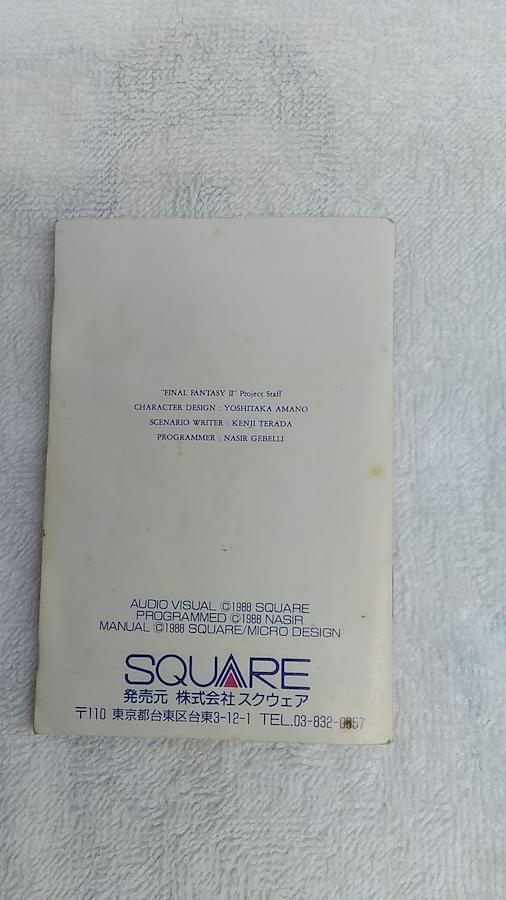 "FINAL FANTASY II" Project Staff
CHARACTER DESIGN : YOSHITAKA AMANO
SCENARIO WRITER : KENJI TERADA
PROGRAMMER : NASIR GEBELLI
AUDIO VISUAL ©1988 SQUARE
PROGRAMMED ©1988 NASIR
MANUAL ©1988 SQUARE/MICRO DESIGN
SQUARE
発売元 株式会社スクウェア
〒110 東京都台東区台東3-12-1 TEL.03-832-0857